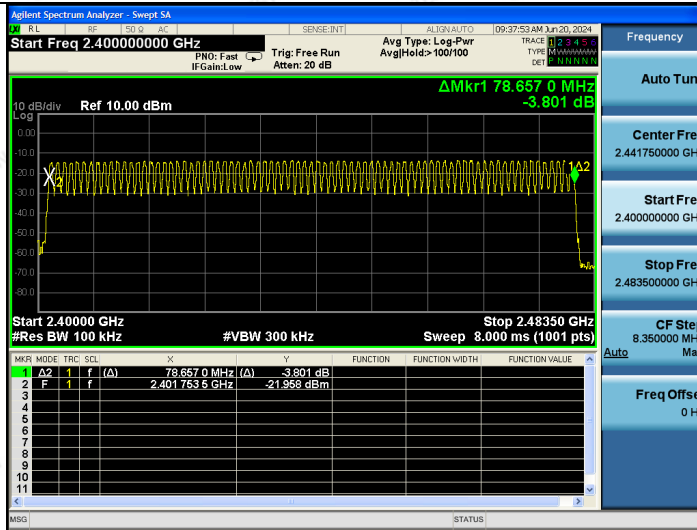 Agilent Spectrum Analyzer - Swept SA
LXI RL RF 50 Ω AC SENSE:INT ALIGN AUTO 09:37:53 AM Jun 20, 2024
Start Freq 2.400000000 GHz
PNO: Fast
IFGain:Low
Trig: Free Run
Atten: 20 dB
Avg Type: Log-Pwr
Avg|Hold:> 100/100
TRACE 1 2 3 4 5 6
TYPE M
DET P N N N N N
Frequency
ΔMkr1 78.657 0 MHz
-3.801 dB
10 dB/div Ref 10.00 dBm
Log
0.00
-10.0
-20.0
-30.0
-40.0
-50.0
-60.0
-70.0
-80.0
X2
1Δ2
Start 2.40000 GHz Stop 2.48350 GHz
#Res BW 100 kHz #VBW 300 kHz Sweep 8.000 ms (1001 pts)
MKR MODE TRC SCL X Y FUNCTION FUNCTION WIDTH FUNCTION VALUE
1 Δ2 1 f (Δ) 78.657 0 MHz (Δ) -3.801 dB
2 F 1 f 2.401 753 5 GHz -21.958 dBm
3
4
5
6
7
8
9
10
11
MSG STATUS
Auto Tun
Center Fre
2.441750000 GH
Start Fre
2.400000000 GH
Stop Fre
2.483500000 GH
CF Ste
8.350000 MH
Auto Ma
Freq Offse
0 H